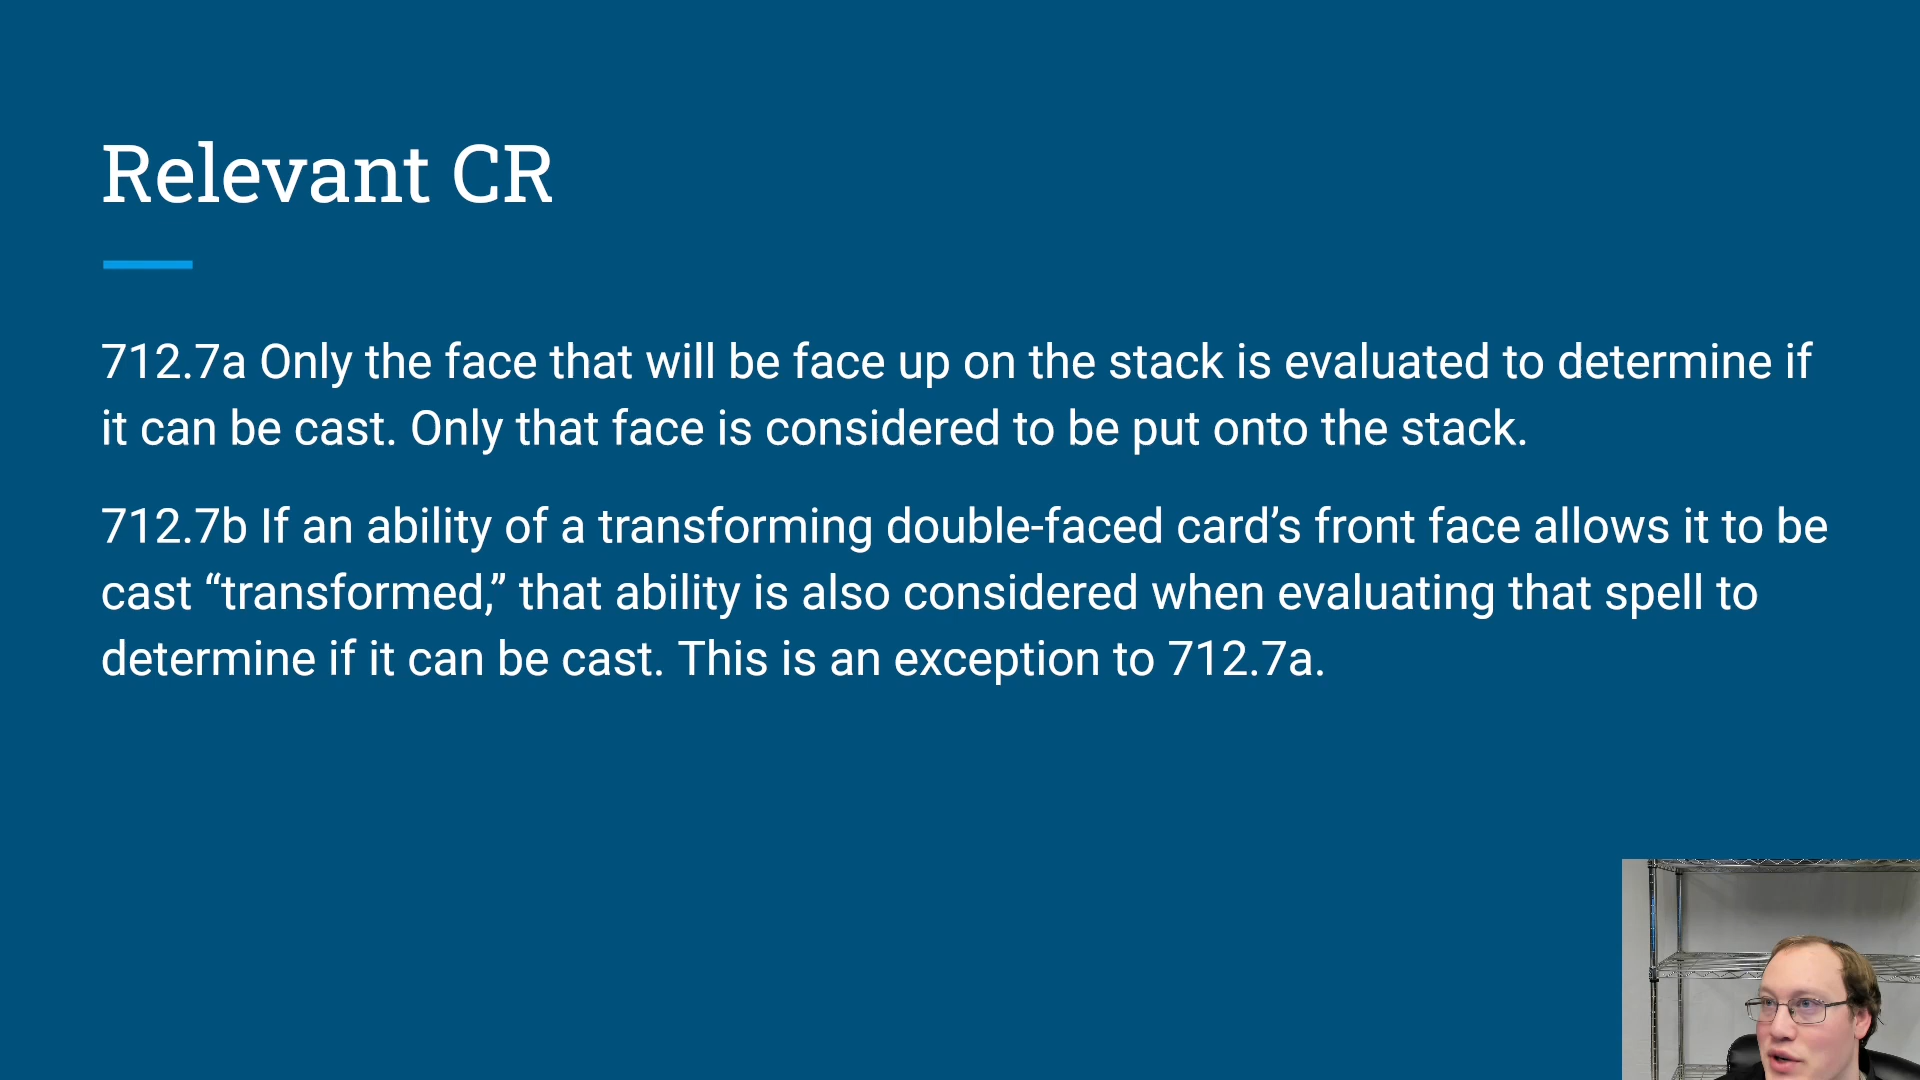 Relevant CR
712.7a Only the face that will be face up on the stack is evaluated to determine if
it can be cast. Only that face is considered to be put onto the stack.
712.7b If an ability of a transforming double-faced card’s front face allows it to be
cast “transformed,” that ability is also considered when evaluating that spell to
determine if it can be cast. This is an exception to 712.7a.